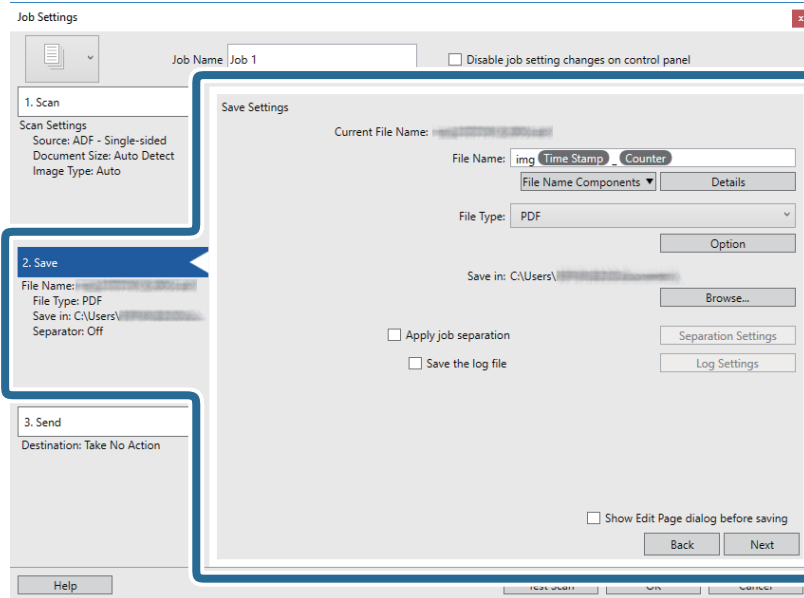 Job Settings
x
Job Name Job 1
Disable job setting changes on control panel
1. Scan
Scan Settings
Source: ADF - Single-sided
Document Size: Auto Detect
Image Type: Auto
2. Save
File Name:
File Type: PDF
Save in: C:\Users\
Separator: Off
3. Send
Destination: Take No Action
Save Settings
Current File Name:
File Name: img Time Stamp _ Counter
File Name Components ▼ Details
File Type: PDF
Option
Save in: C:\Users\
Browse...
Apply job separation Separation Settings
Save the log file Log Settings
Show Edit Page dialog before saving
Back Next
Help Test Scan OK Cancel